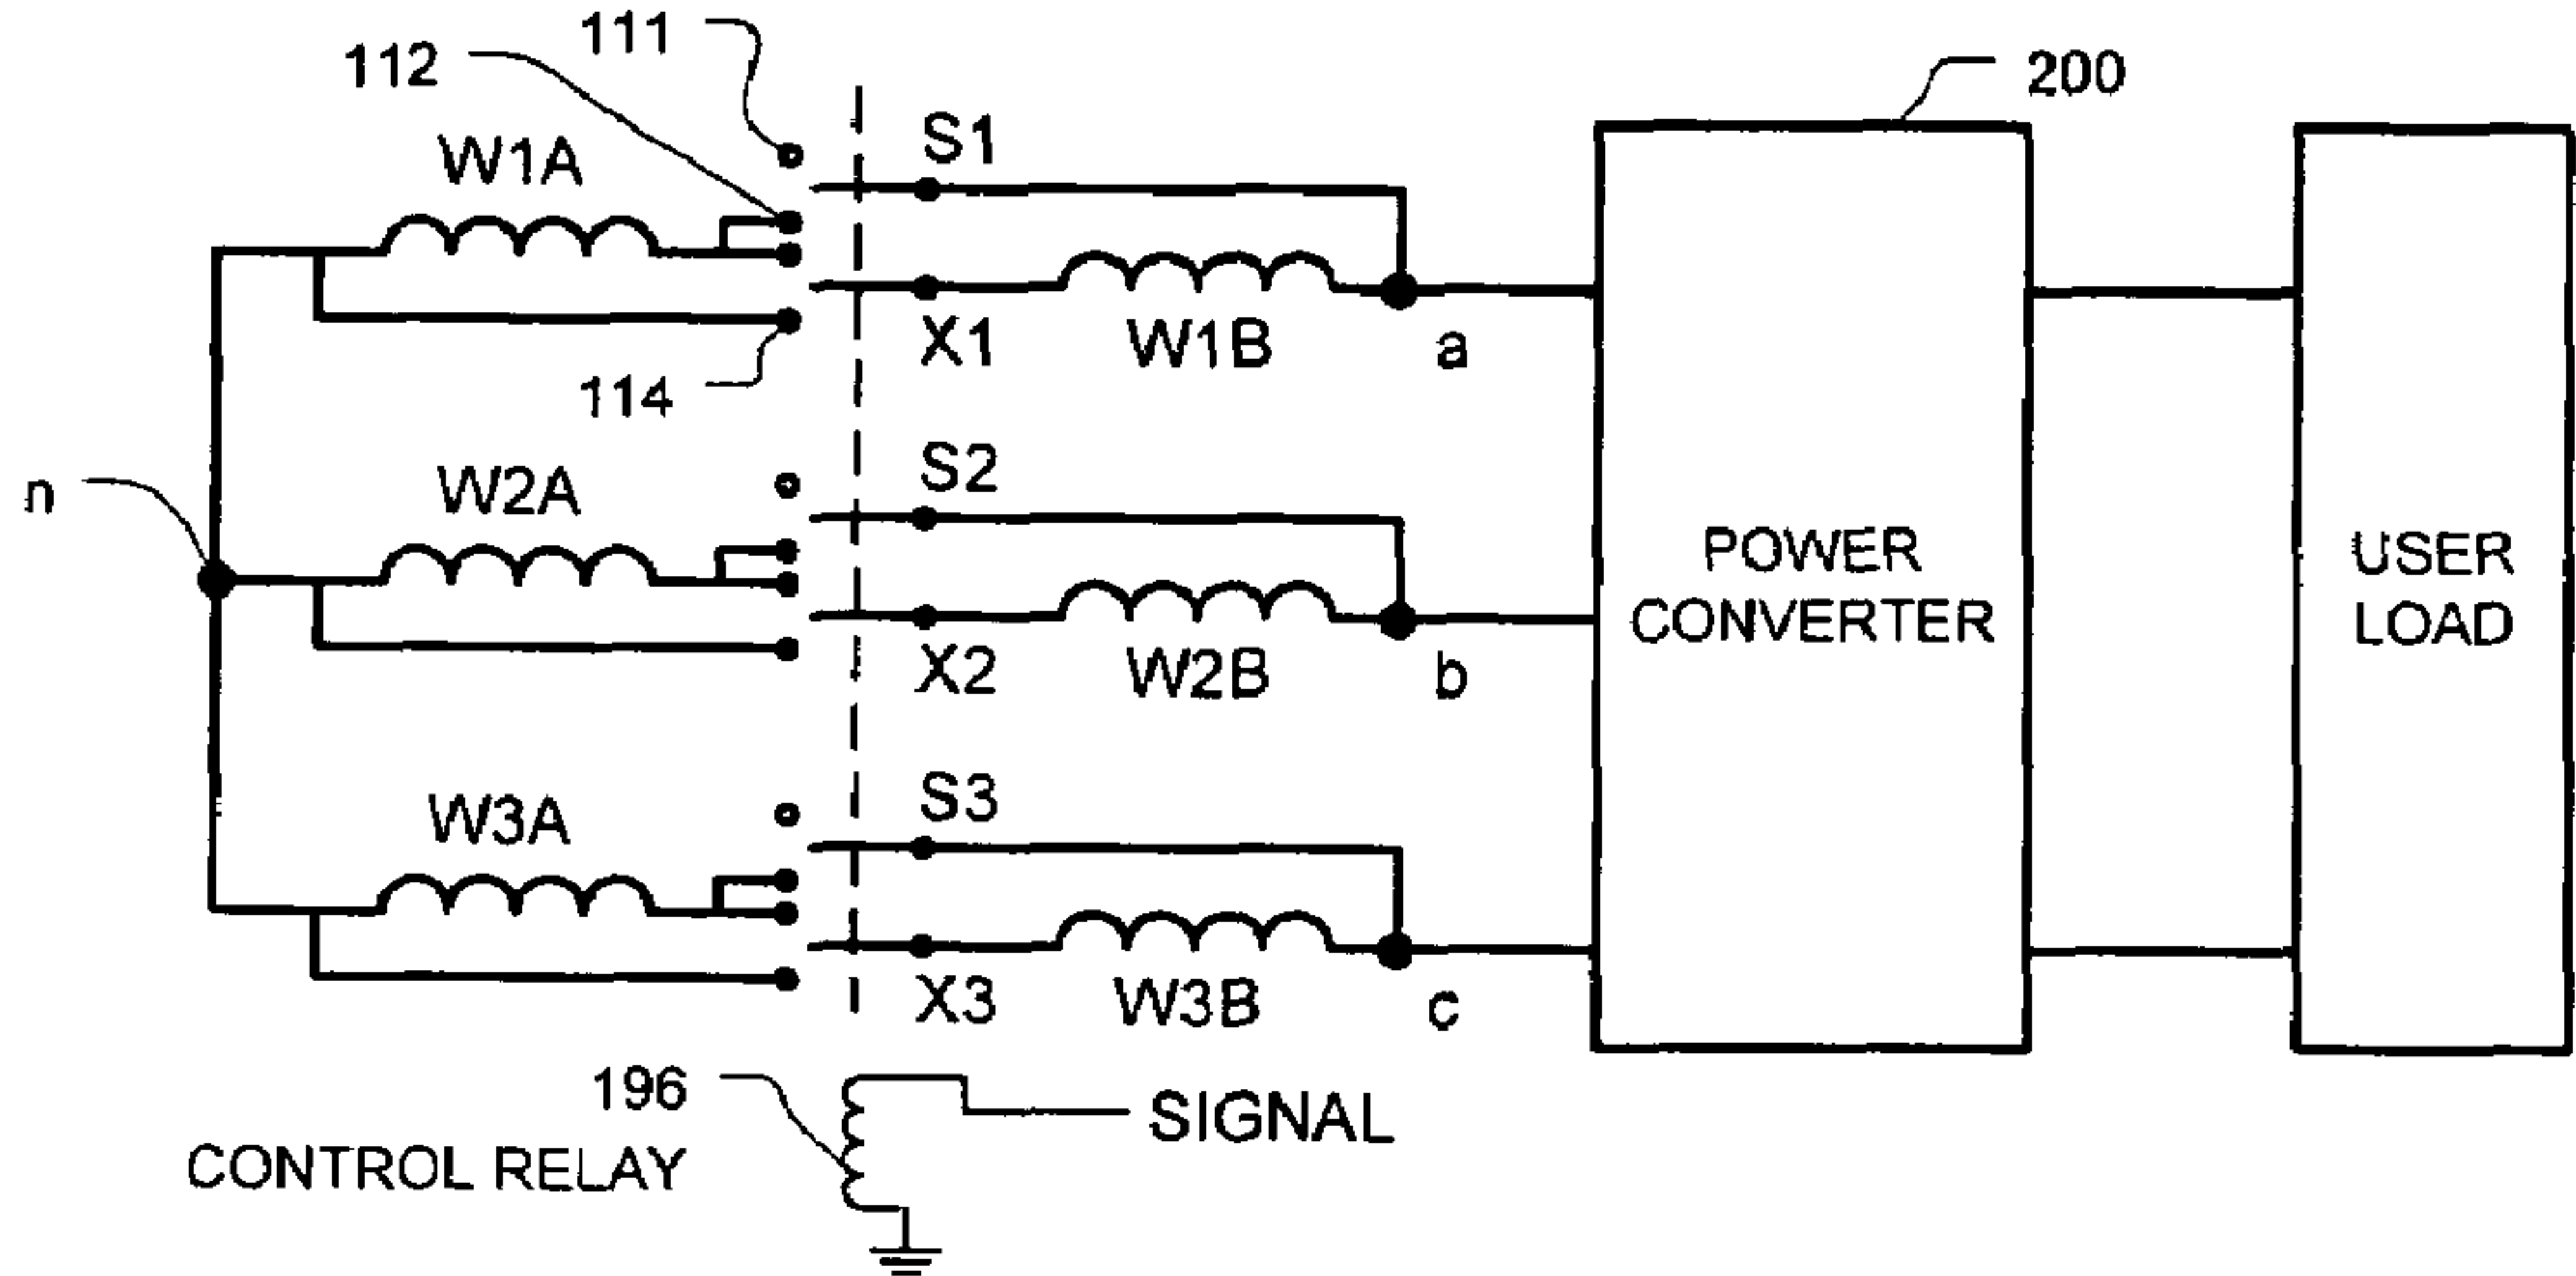 111
112
200
W1A
S1
X1
W1B
a
114
n
W2A
S2
X2
W2B
b
POWER
CONVERTER
USER
LOAD
W3A
S3
X3
W3B
c
196
CONTROL RELAY
SIGNAL